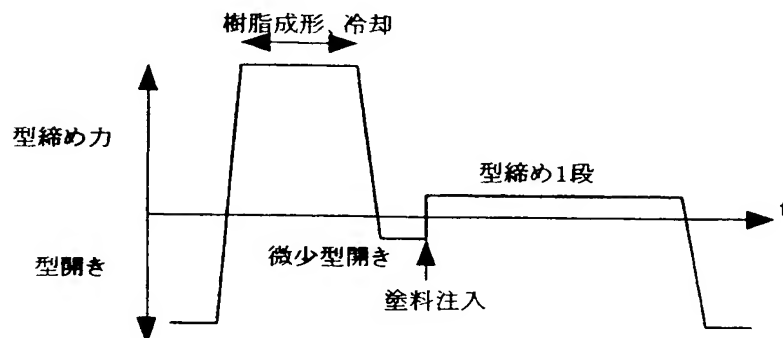 樹脂成形、冷却
型締め力
型締め1段
t
微少型開き
型開き
塗料注入